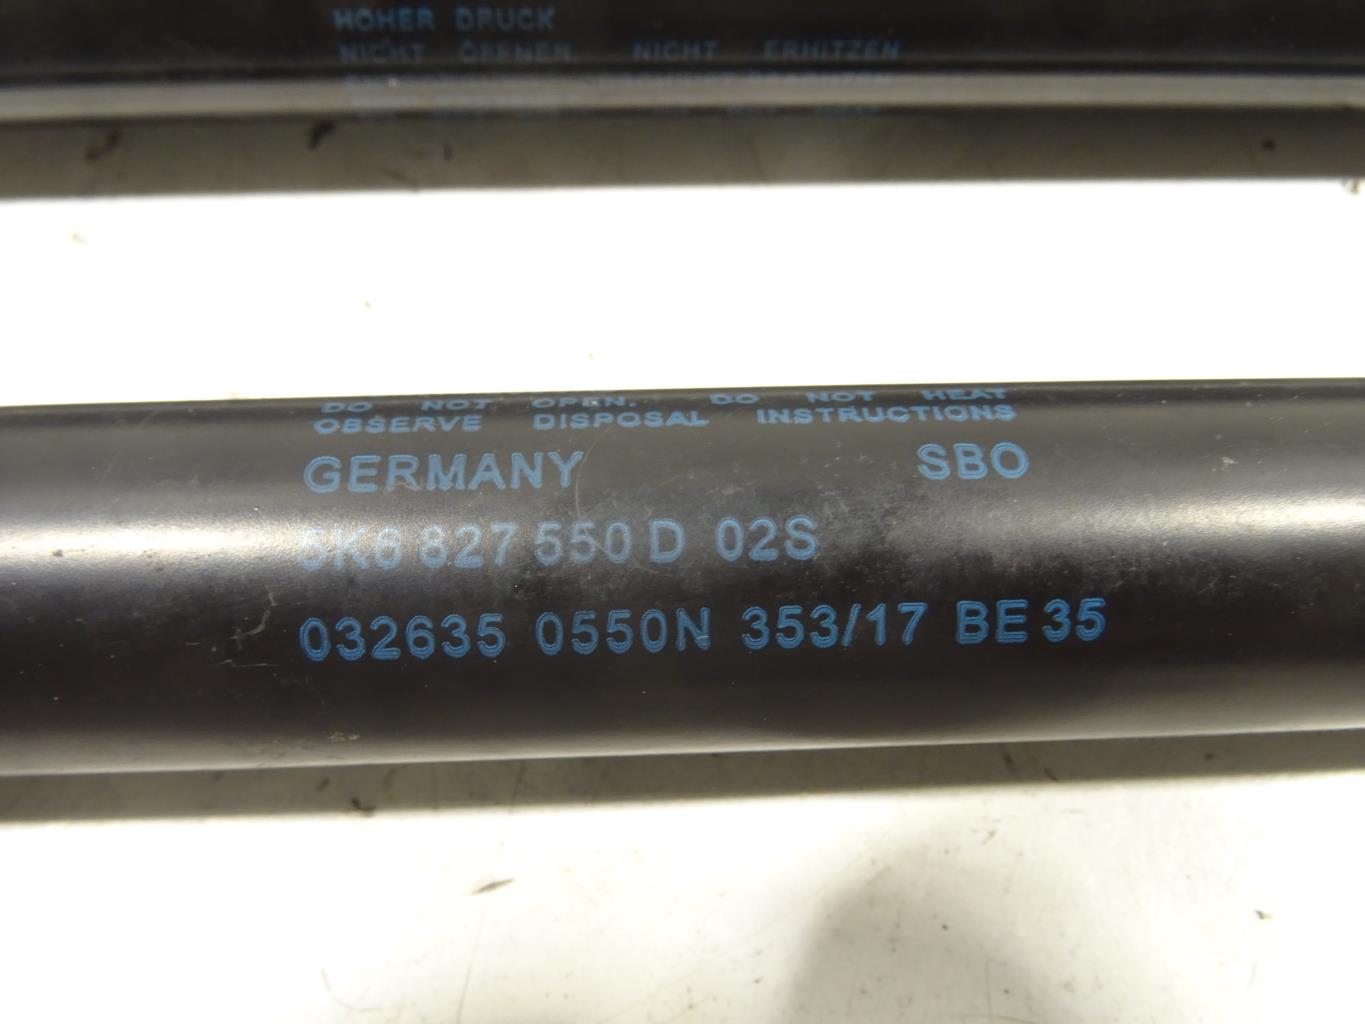 HOHER DRUCK
NICHT ÖFFNEN. NICHT ERHITZEN
DO NOT OPEN. DO NOT HEAT
OBSERVE DISPOSAL INSTRUCTIONS
GERMANY SBO
5K6 827 550 D 02S
032635 0550N 353/17 BE 35